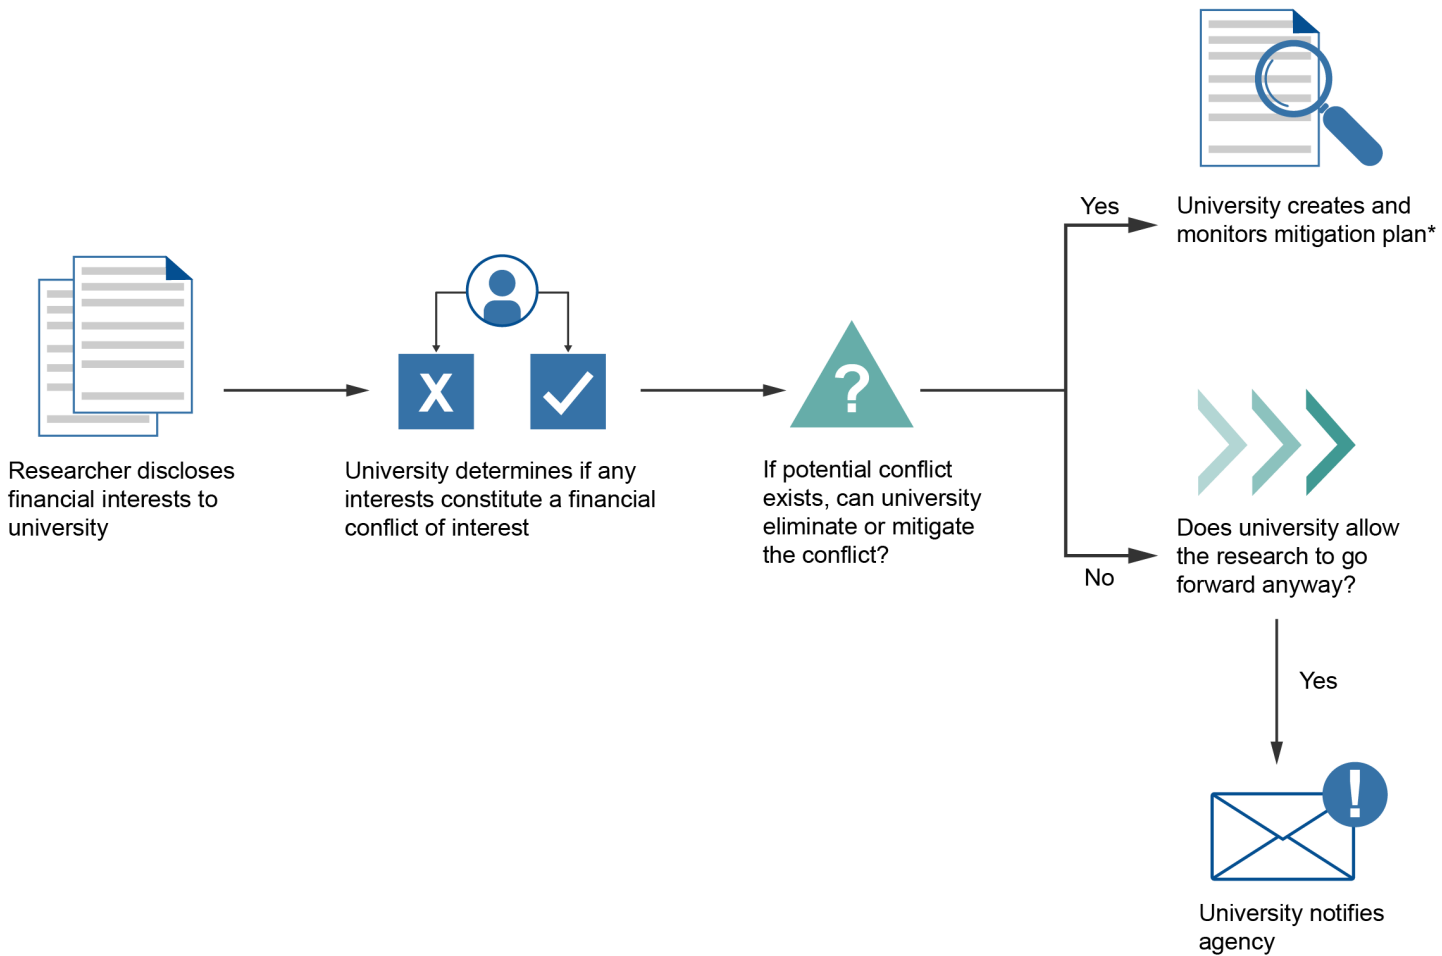 Researcher discloses
financial interests to
university
X
University determines if any
interests constitute a financial
conflict of interest
?
If potential conflict
exists, can university
eliminate or mitigate
the conflict?
Yes
University creates and
monitors mitigation plan*
No
Does university allow
the research to go
forward anyway?
Yes
!
University notifies
agency